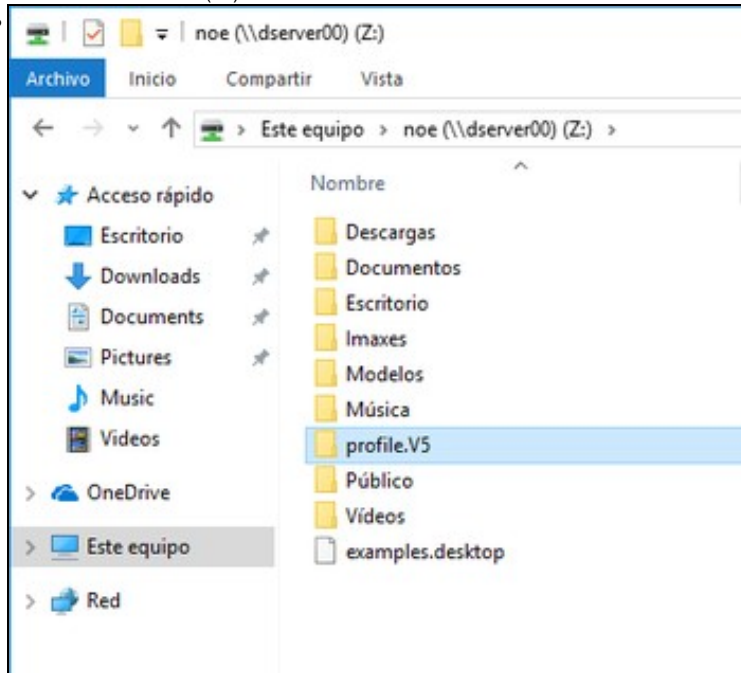 noe (\\dserver00) (Z:)
Archivo Inicio Compartir Vista
Este equipo > noe (\\dserver00) (Z:) >
Nombre
Acceso rápido
Escritorio
Downloads
Documents
Pictures
Music
Videos
OneDrive
Este equipo
Red
Descargas
Documentos
Escritorio
Imaxes
Modelos
Música
profile.V5
Público
Vídeos
examples.desktop